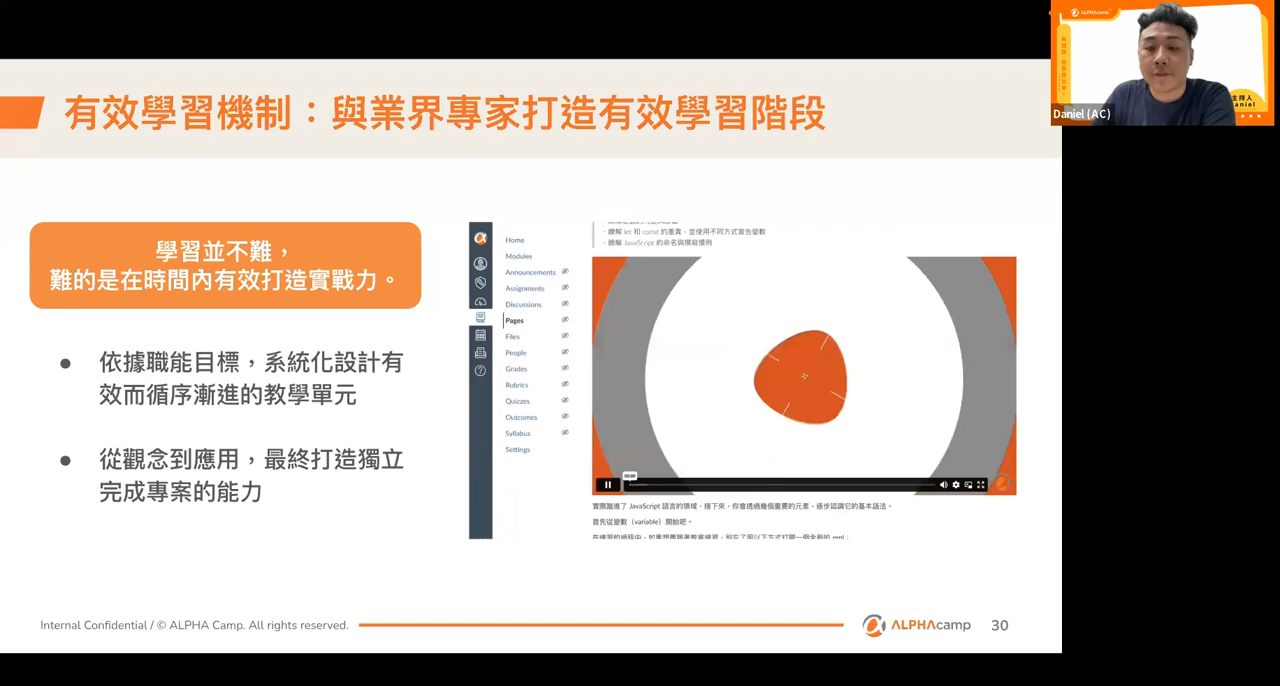 有效學習機制：與業界專家打造有效學習階段
學習並不難，
難的是在時間內有效打造實戰力。
● 依據職能目標，系統化設計有
效而循序漸進的教學單元
● 從觀念到應用，最終打造獨立
完成專案的能力
Home
Modules
Announcements
Assignments
Discussions
Pages
Files
People
Grades
Rubrics
Quizzes
Outcomes
Syllabus
Settings
- 瞭解 let 和 const 的差異，並使用不同方式宣告變數
- 瞭解 JavaScript 的命名與撰寫慣例
00:00
實際踏進了 JavaScript 語言的領域，接下來、你會透過幾個重要的元素，逐步認識它的基本語法。
首先從變數（variable）開始吧。
Internal Confidential / © ALPHA Camp. All rights reserved.
ALPHAcamp
30
ALPHAcamp
主持人
Daniel (AC)